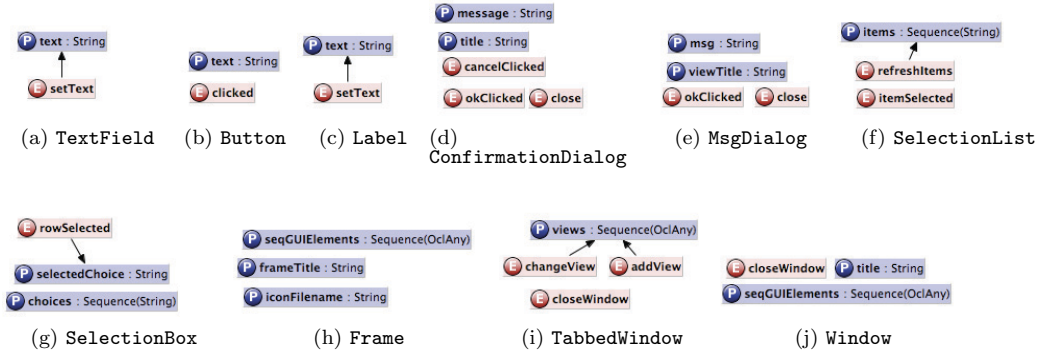 P text : String
E setText
(a) TextField
P text : String
E clicked
(b) Button
P text : String
E setText
(c) Label
P message : String
P title : String
E cancelClicked
E okClicked E close
(d)
ConfirmationDialog
P msg : String
P viewTitle : String
E okClicked E close
(e) MsgDialog
P items : Sequence(String)
E refreshItems
E itemSelected
(f) SelectionList
E rowSelected
P selectedChoice : String
P choices : Sequence(String)
(g) SelectionBox
P seqGUIElements : Sequence(OclAny)
P frameTitle : String
P iconFilename : String
(h) Frame
P views : Sequence(OclAny)
E changeView E addView
E closeWindow
(i) TabbedWindow
E closeWindow P title : String
P seqGUIElements : Sequence(OclAny)
(j) Window